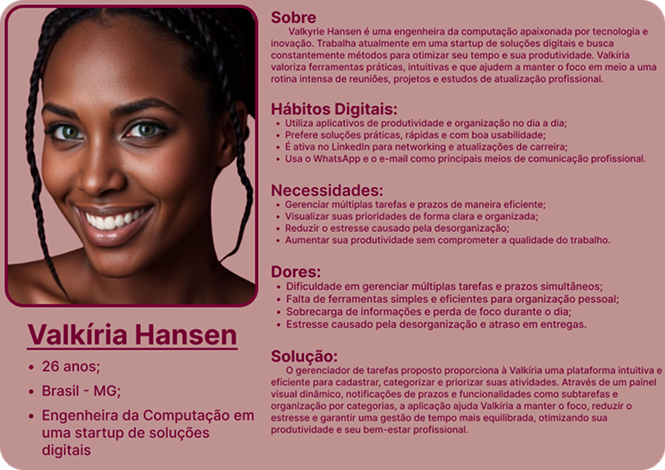 Valkíria Hansen
• 26 anos;
• Brasil - MG;
• Engenheira da Computação em
uma startup de soluções
digitais
Sobre
Valkyrie Hansen é uma engenheira da computação apaixonada por tecnologia e
inovação. Trabalha atualmente em uma startup de soluções digitais e busca
constantemente métodos para otimizar seu tempo e sua produtividade. Valkíria
valoriza ferramentas práticas, intuitivas e que ajudem a manter o foco em meio a uma
rotina intensa de reuniões, projetos e estudos de atualização profissional.
Hábitos Digitais:
• Utiliza aplicativos de produtividade e organização no dia a dia;
• Prefere soluções práticas, rápidas e com boa usabilidade;
• É ativa no LinkedIn para networking e atualizações de carreira;
• Usa o WhatsApp e o e-mail como principais meios de comunicação profissional.
Necessidades:
• Gerenciar múltiplas tarefas e prazos de maneira eficiente;
• Visualizar suas prioridades de forma clara e organizada;
• Reduzir o estresse causado pela desorganização;
• Aumentar sua produtividade sem comprometer a qualidade do trabalho.
Dores:
• Dificuldade em gerenciar múltiplas tarefas e prazos simultâneos;
• Falta de ferramentas simples e eficientes para organização pessoal;
• Sobrecarga de informações e perda de foco durante o dia;
• Estresse causado pela desorganização e atraso em entregas.
Solução:
O gerenciador de tarefas proposto proporciona à Valkíria uma plataforma intuitiva e
eficiente para cadastrar, categorizar e priorizar suas atividades. Através de um painel
visual dinâmico, notificações de prazos e funcionalidades como subtarefas e
organização por categorias, a aplicação ajuda Valkíria a manter o foco, reduzir o
estresse e garantir uma gestão de tempo mais equilibrada, otimizando sua
produtividade e seu bem-estar profissional.